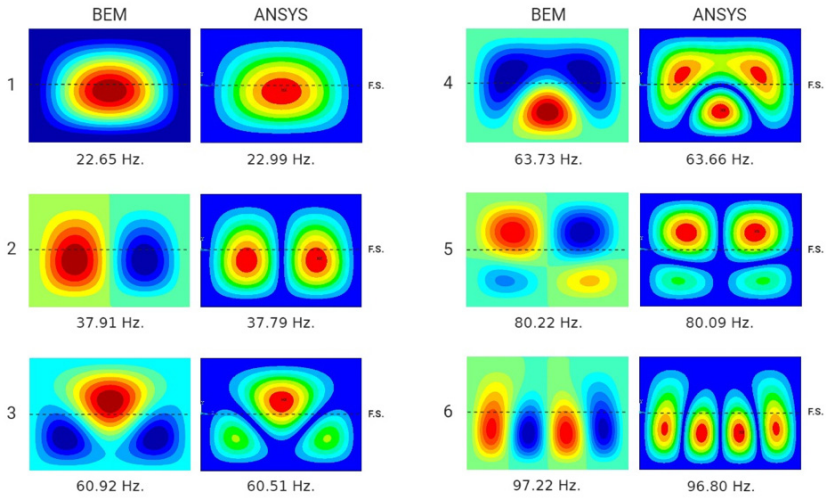 BEM ANSYS BEM ANSYS
1 F.S. 4 F.S.
22.65 Hz. 22.99 Hz. 63.73 Hz. 63.66 Hz.
2 F.S. 5 F.S.
37.91 Hz. 37.79 Hz. 80.22 Hz. 80.09 Hz.
3 F.S. 6 F.S.
60.92 Hz. 60.51 Hz. 97.22 Hz. 96.80 Hz.